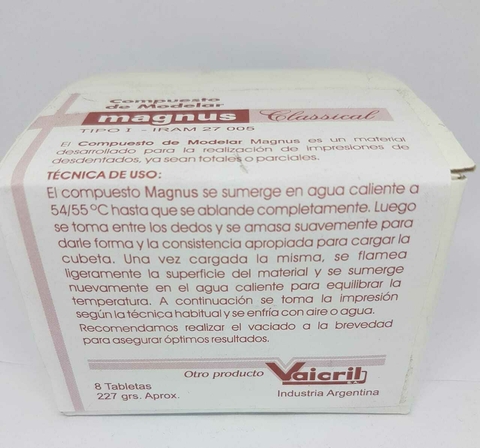 Compuesto
de Modelar
magnus Classical
TIPO I - IRAM 27 005
El Compuesto de Modelar Magnus es un material
desarrollado para la realización de impresiones de
desdentados, ya sean totales o parciales.
TÉCNICA DE USO:
El compuesto Magnus se sumerge en agua caliente a
54/55 ºC hasta que se ablande completamente. Luego
se toma entre los dedos y se amasa suavemente para
darle forma y la consistencia apropiada para cargar la
cubeta. Una vez cargada la misma, se flamea
ligeramente la superficie del material y se sumerge
nuevamente en el agua caliente para equilibrar la
temperatura. A continuación se toma la impresión
según la técnica habitual y se enfría con aire o agua.
Recomendamos realizar el vaciado a la brevedad
para asegurar óptimos resultados.
Otro producto Vaicril S.A.
8 Tabletas
227 grs. Aprox.
Industria Argentina